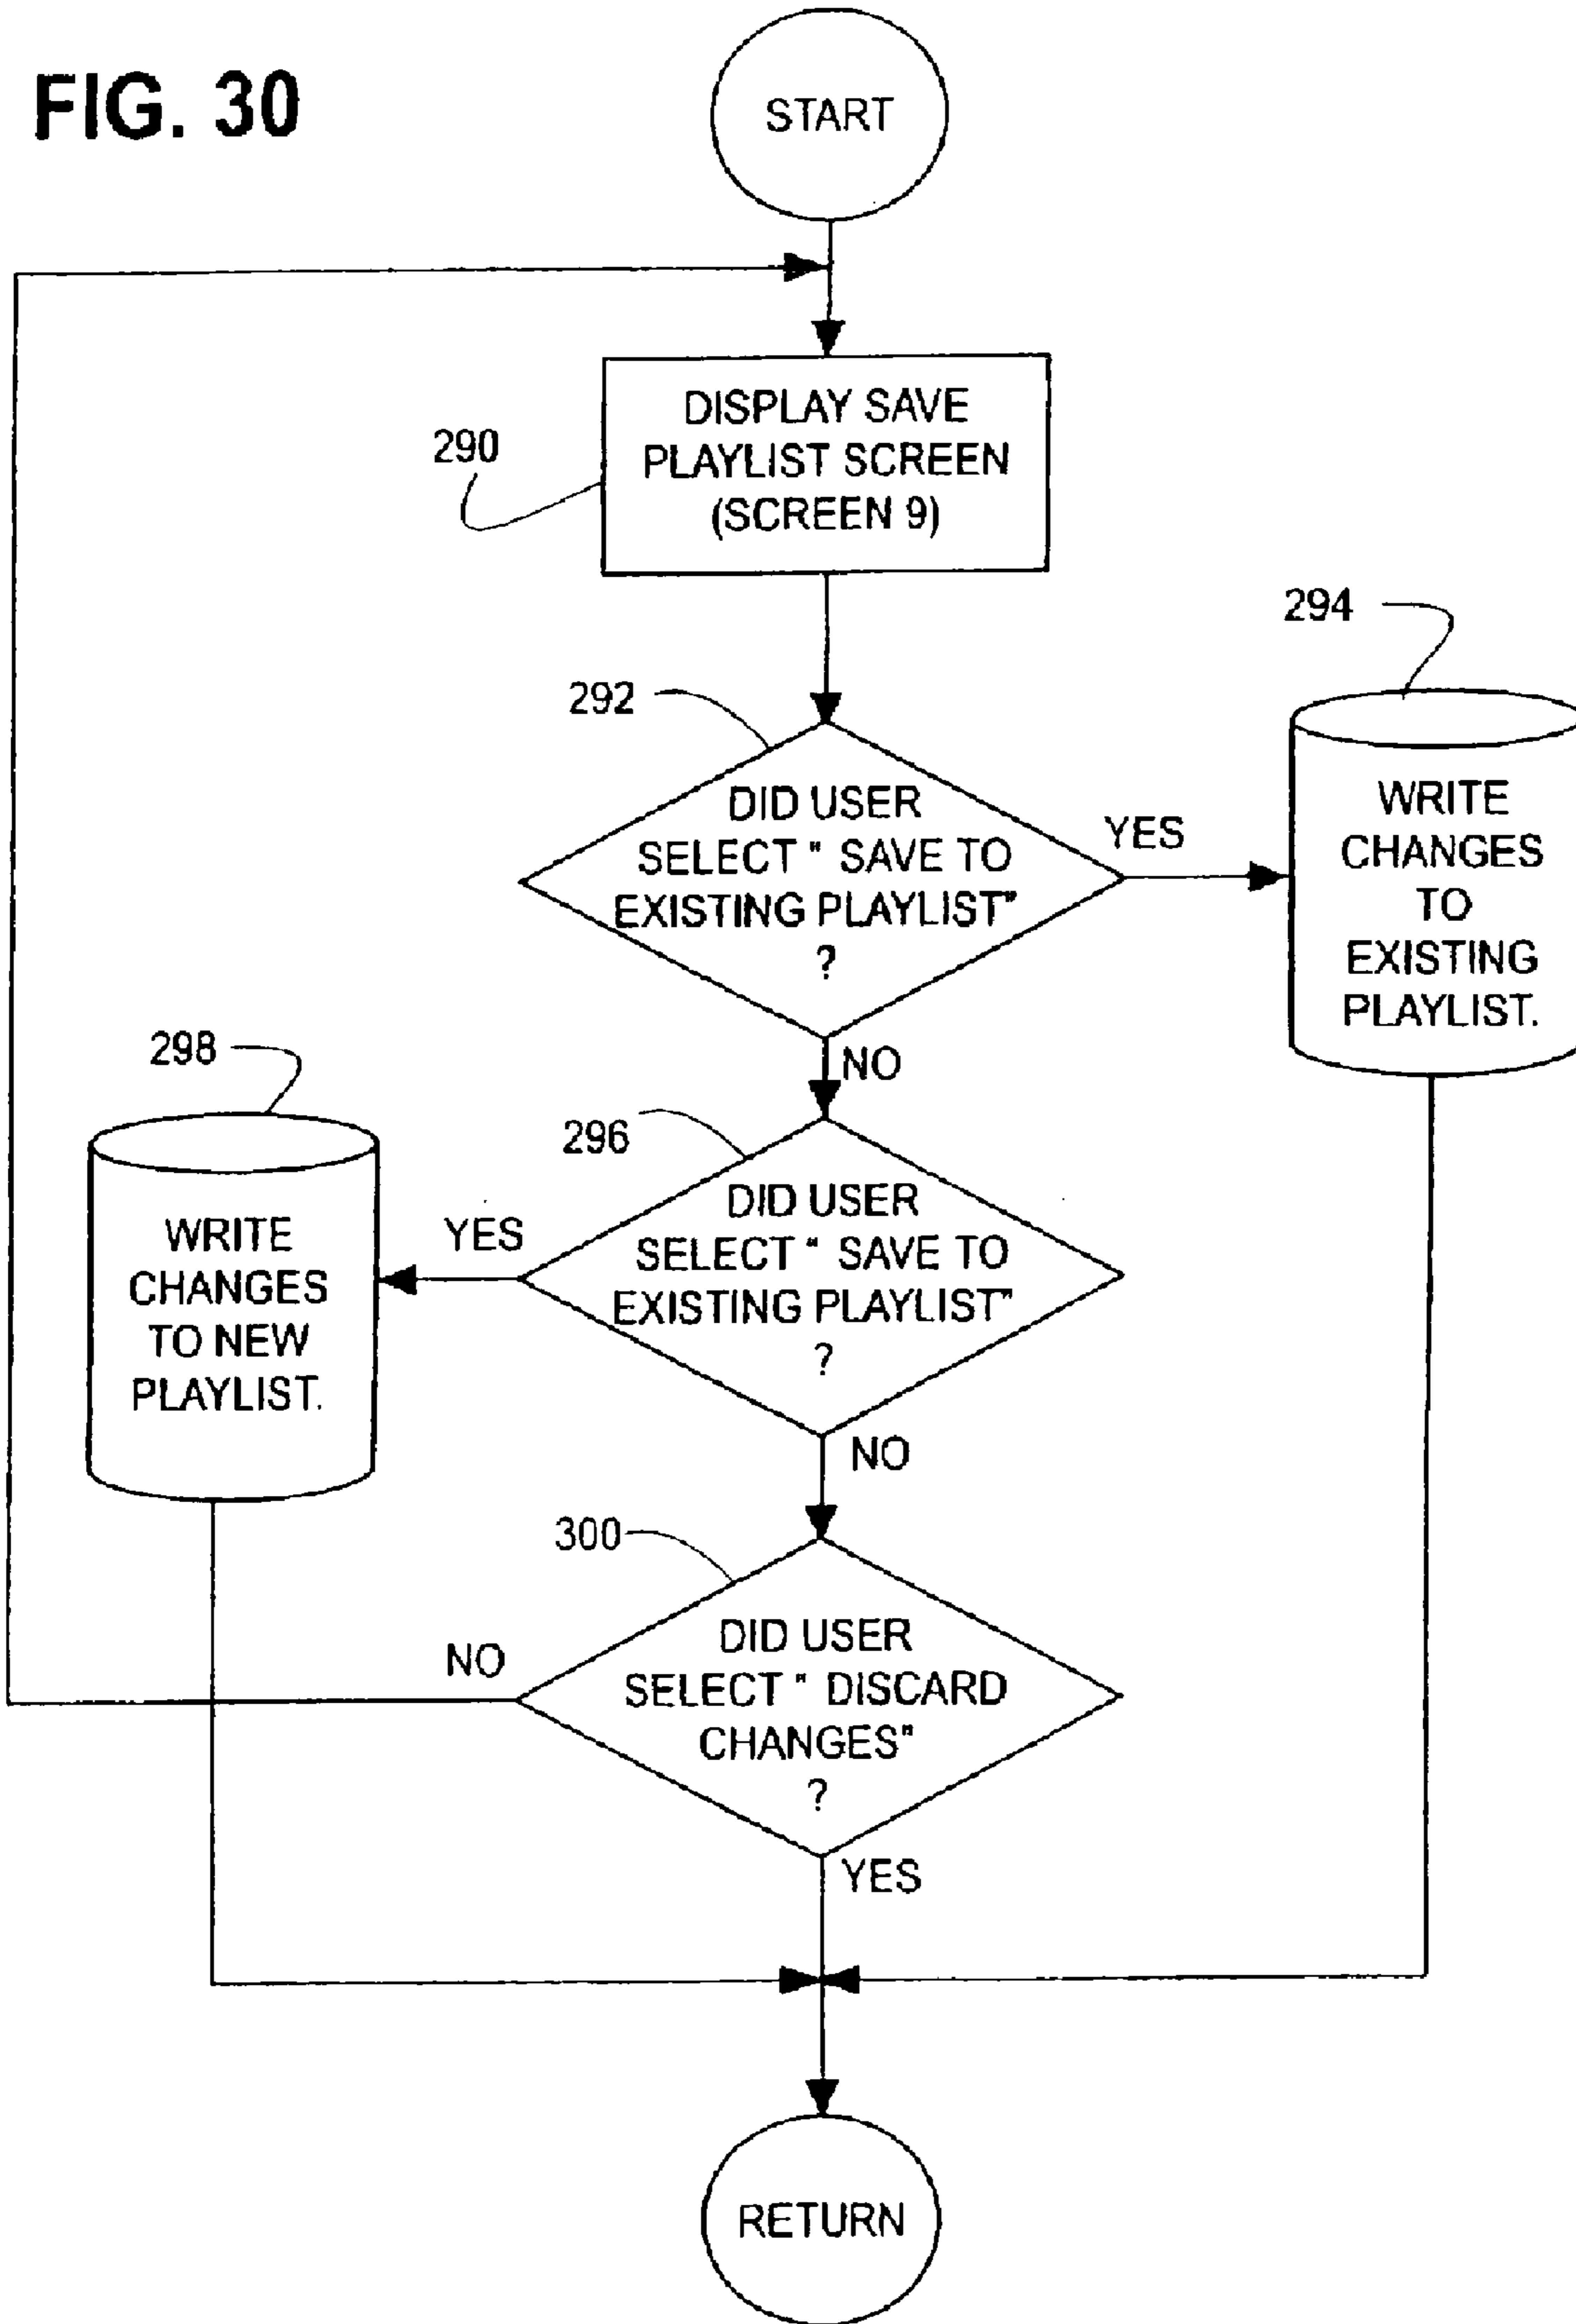 FIG. 30
START
DISPLAY SAVE
PLAYLIST SCREEN
(SCREEN 9)
290
292
DID USER
SELECT " SAVE TO
EXISTING PLAYLIST"
?
YES
294
WRITE
CHANGES
TO
EXISTING
PLAYLIST.
NO
296
DID USER
SELECT " SAVE TO
EXISTING PLAYLIST"
?
YES
298
WRITE
CHANGES
TO NEW
PLAYLIST.
NO
300
DID USER
SELECT " DISCARD
CHANGES"
?
NO
YES
RETURN